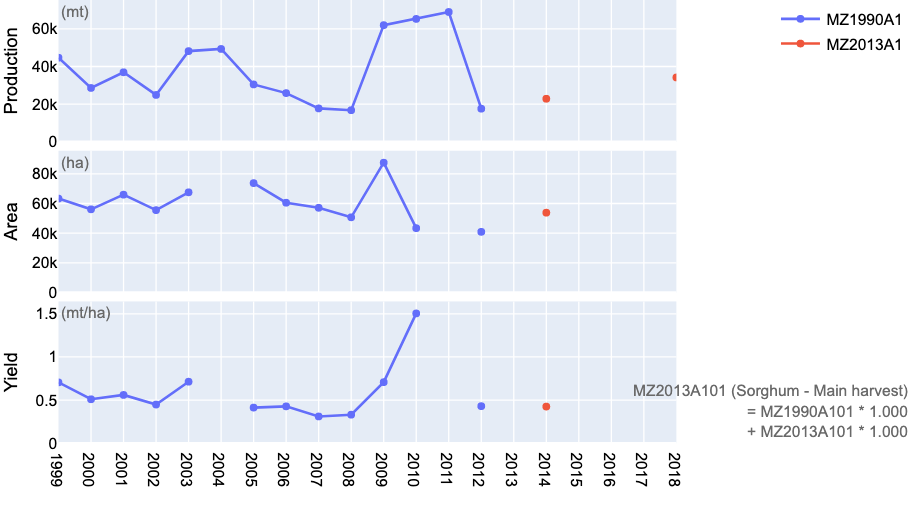 (mt)
60k
40k
20k
0
Production
MZ1990A1
MZ2013A1
(ha)
80k
60k
40k
20k
0
Area
(mt/ha)
1.5
1
0.5
0
Yield
MZ2013A101 (Sorghum - Main harvest)
= MZ1990A101 * 1.000
+ MZ2013A101 * 1.000
1999
2000
2001
2002
2003
2004
2005
2006
2007
2008
2009
2010
2011
2012
2013
2014
2015
2016
2017
2018